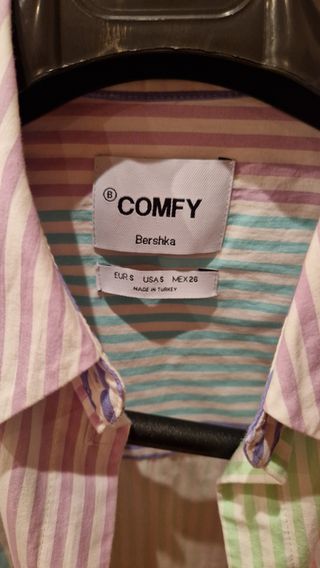 Ⓑ COMFY
Bershka
EUR S USA S MEX 26
MADE IN TURKEY